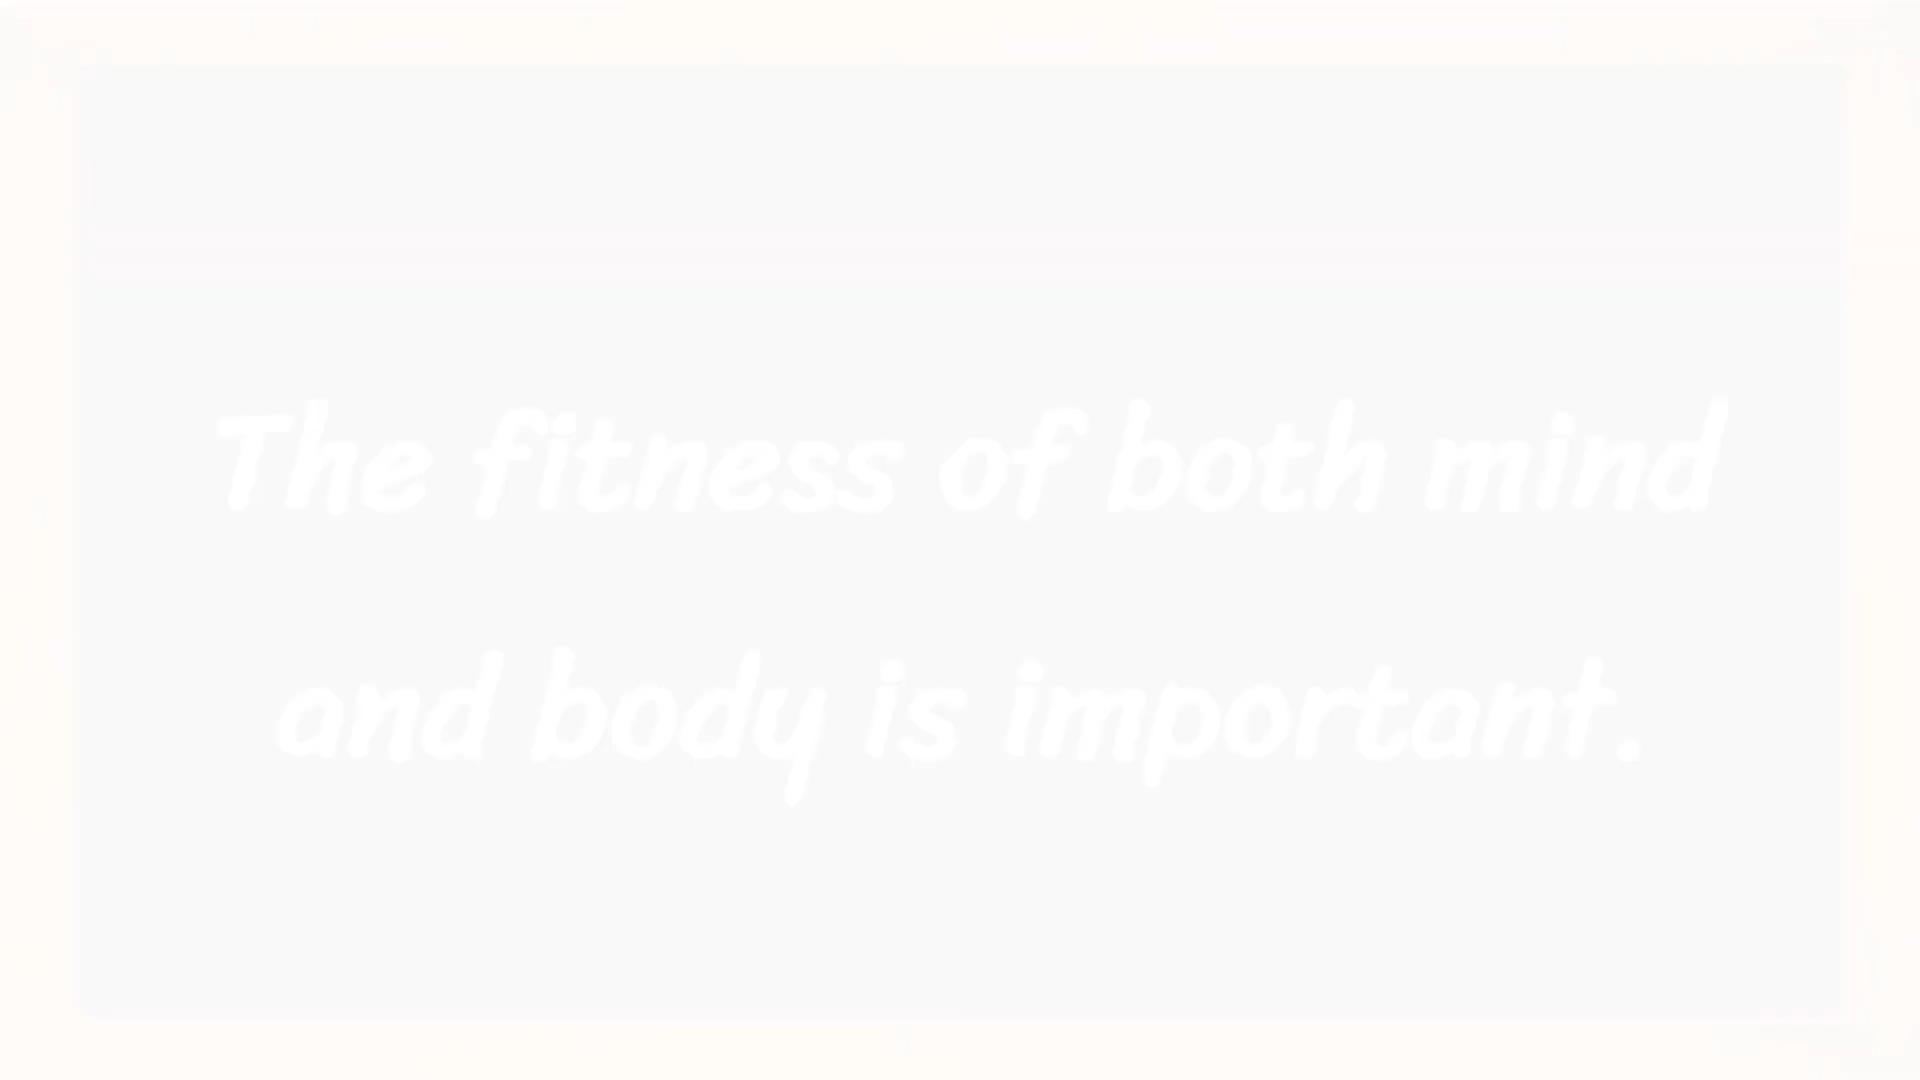 The fitness of both mind
and body is important.